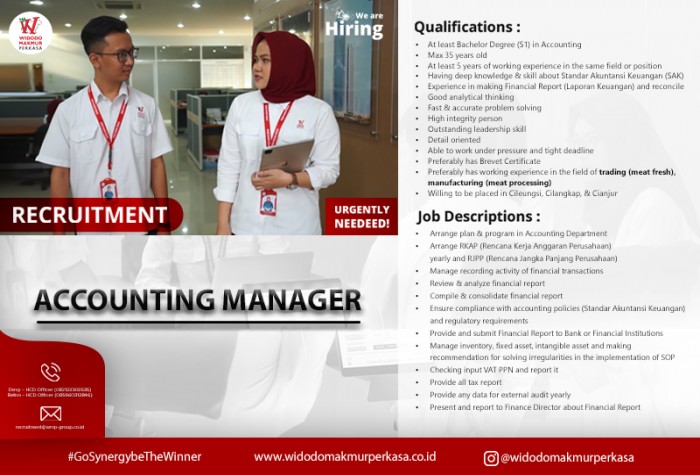 WIDODO
MAKMUR
PERKASA
We are
Hiring
RECRUITMENT
URGENTLY
NEEDEED!
ACCOUNTING MANAGER
recruitment@wmp-group.co.id
Qualifications :
• At least Bachelor Degree (S1) in Accounting
• Max 35 years old
• At least 5 years of working experience in the same field or position
• Having deep knowledge & skill about Standar Akuntansi Keuangan (SAK)
• Experience in making Financial Report (Laporan Keuangan) and reconcile
• Good analytical thinking
• Fast & accurate problem solving
• High integrity person
• Outstanding leadership skill
• Detail oriented
• Able to work under pressure and tight deadline
• Preferably has Brevet Certificate
• Preferably has working experience in the field of trading (meat fresh),
manufacturing (meat processing)
• Willing to be placed in Cileungsi, Cilangkap, & Cianjur
Job Descriptions :
• Arrange plan & program in Accounting Department
• Arrange RKAP (Rencana Kerja Anggaran Perusahaan)
yearly and RJPP (Rencana Jangka Panjang Perusahaan)
• Manage recording activity of financial transactions
• Review & analyze financial report
• Compile & consolidate financial report
• Ensure compliance with accounting policies (Standar Akuntansi Keuangan)
and regulatory requirements
• Provide and submit Financial Report to Bank or Financial Institutions
• Manage inventory, fixed asset, intangible asset and making
recommendation for solving irregularities in the implementation of SOP
• Checking input VAT PPN and report it
• Provide all tax report
• Provide any data for external audit yearly
• Present and report to Finance Director about Financial Report
#GoSynergybeTheWinner
www.widodomakmurperkasa.co.id
@widodomakmurperkasa